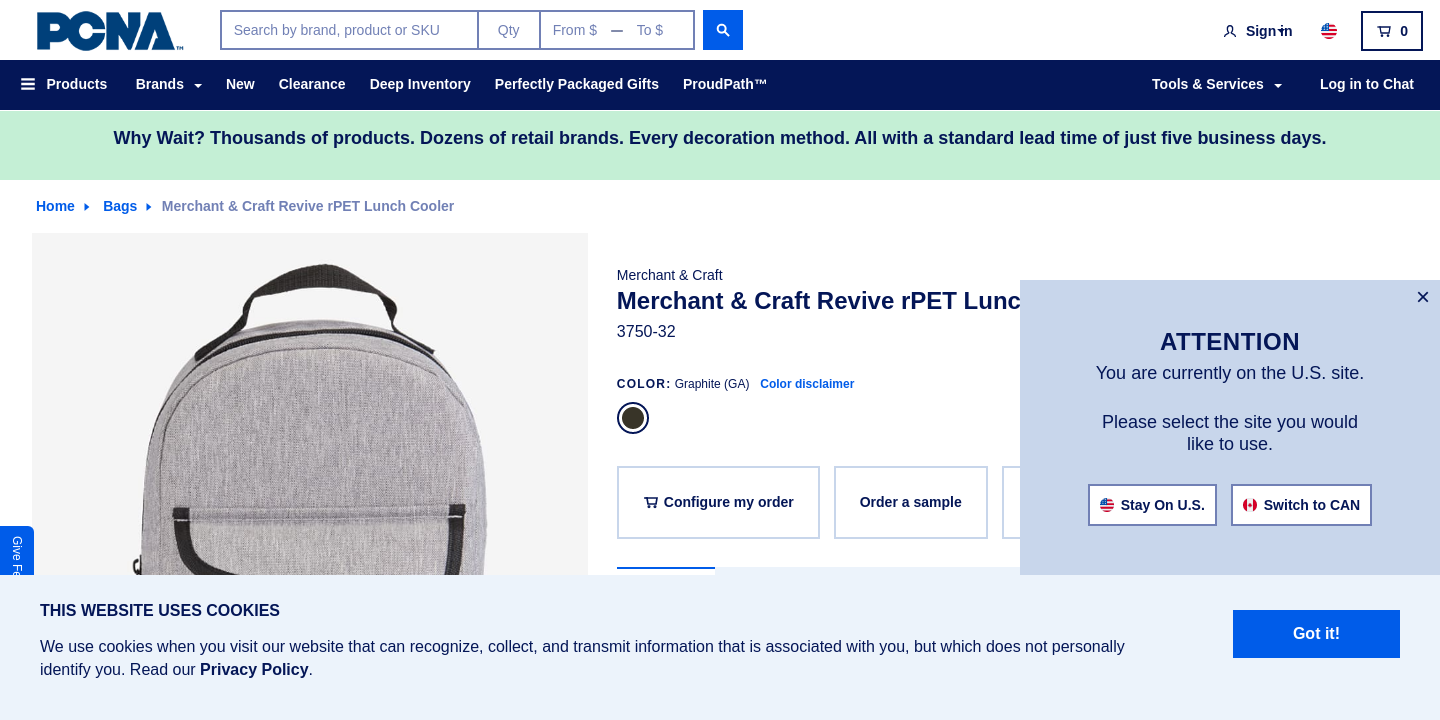 PCNA™
Search by brand, product or SKU
Qty
From $ — To $
Sign in
0
Products
Brands
New
Clearance
Deep Inventory
Perfectly Packaged Gifts
ProudPath™
Tools & Services
Log in to Chat
Why Wait? Thousands of products. Dozens of retail brands. Every decoration method. All with a standard lead time of just five business days.
Home
Bags
Merchant & Craft Revive rPET Lunch Cooler
Merchant & Craft
Merchant & Craft Revive rPET Lunc
3750-32
COLOR: Graphite (GA) Color disclaimer
Configure my order
Order a sample
×
ATTENTION
You are currently on the U.S. site.
Please select the site you would
like to use.
Stay On U.S.
Switch to CAN
Give Fe
THIS WEBSITE USES COOKIES
We use cookies when you visit our website that can recognize, collect, and transmit information that is associated with you, but which does not personally
identify you. Read our Privacy Policy.
Got it!